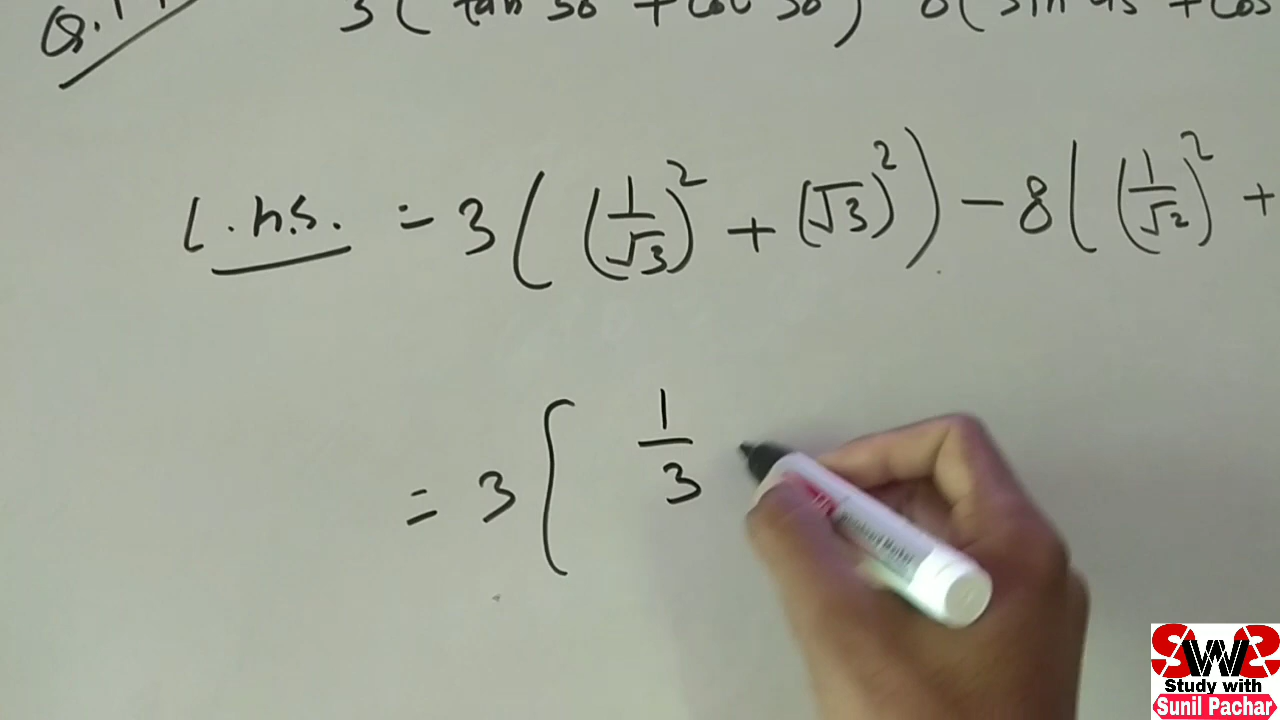 3 ( tan 30 + cot 30 ) 8 ( sin 45 + cos
L.h.s. = 3 ( (1/√3)² + (√3)² ) - 8 ( (1/√2)² +
= 3 [ 1/3
Study with
Sunil Pachar